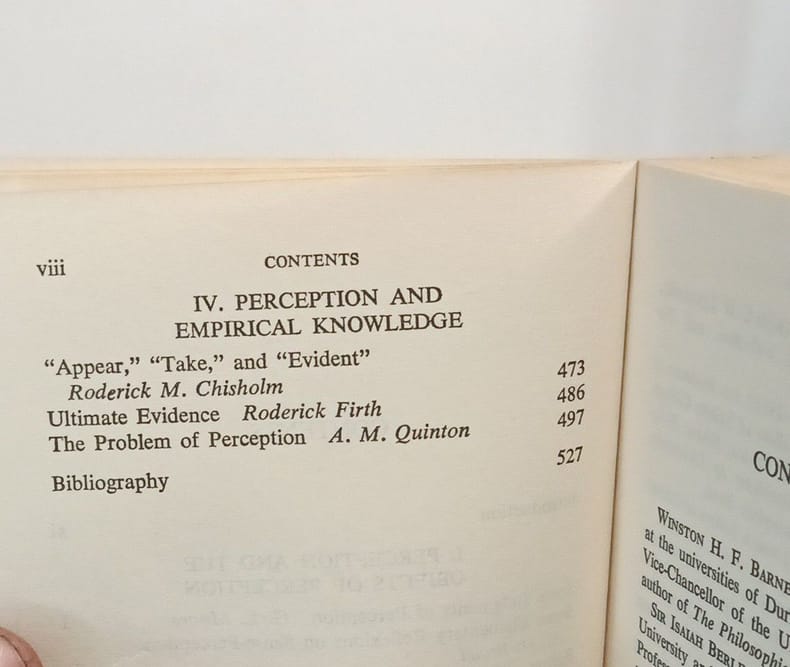 viii CONTENTS
IV. PERCEPTION AND
EMPIRICAL KNOWLEDGE
“Appear,” “Take,” and “Evident”
Roderick M. Chisholm 473
Ultimate Evidence Roderick Firth 486
The Problem of Perception A. M. Quinton 497
Bibliography 527
CON
WINSTON H. F. BARNE
at the universities of Dur
Vice-Chancellor of the U
author of The Philosophi
SIR ISAIAH BERL
University an
Profes